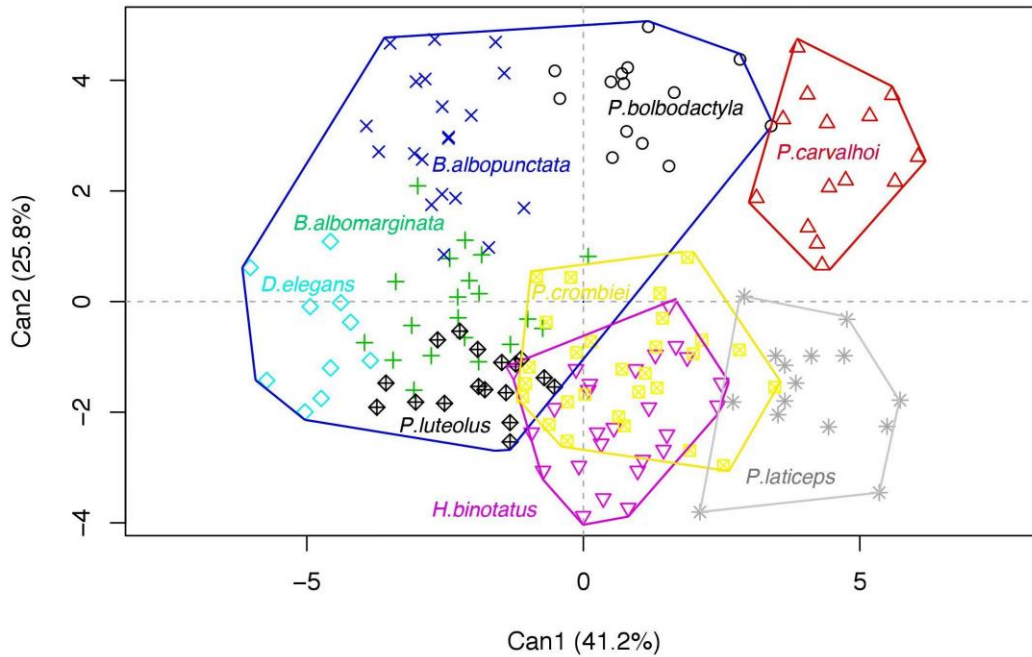 4
2
0
−2
−4
Can2 (25.8%)
P.bolbodactyla
P.carvalhoi
B.albopunctata
B.albomarginata
D.elegans
P.crombiei
P.luteolus
P.laticeps
H.binotatus
−5
0
5
Can1 (41.2%)